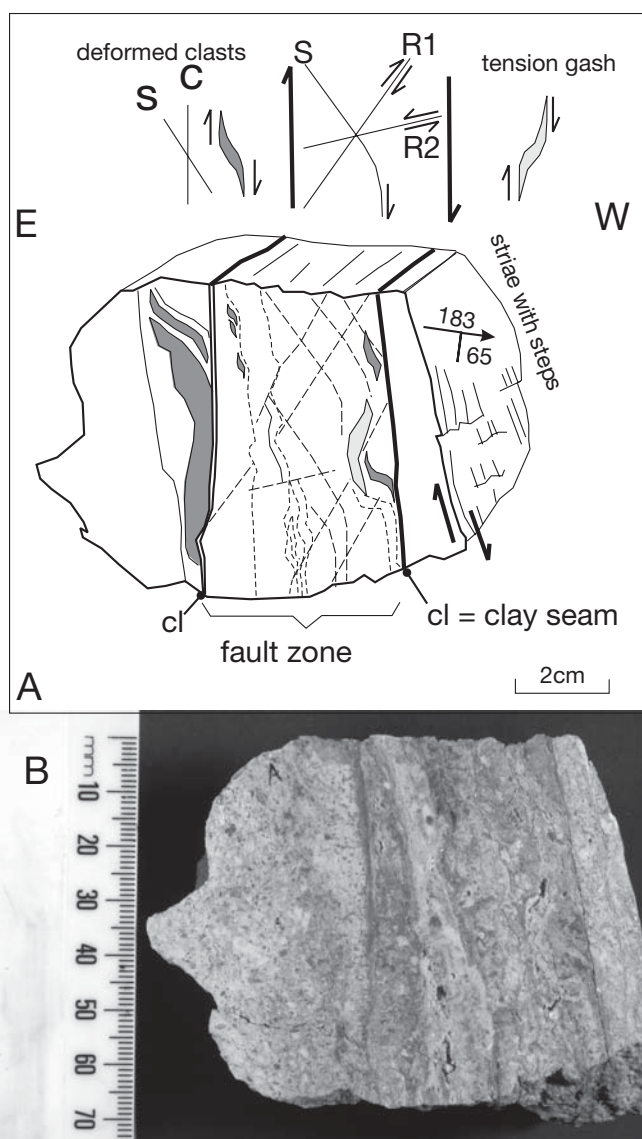 deformed clasts
S
C
S
R1
R2
tension gash
E
W
striae with steps
183
65
cl
cl = clay seam
fault zone
2cm
A
B
mm
10
20
30
40
50
60
70
A